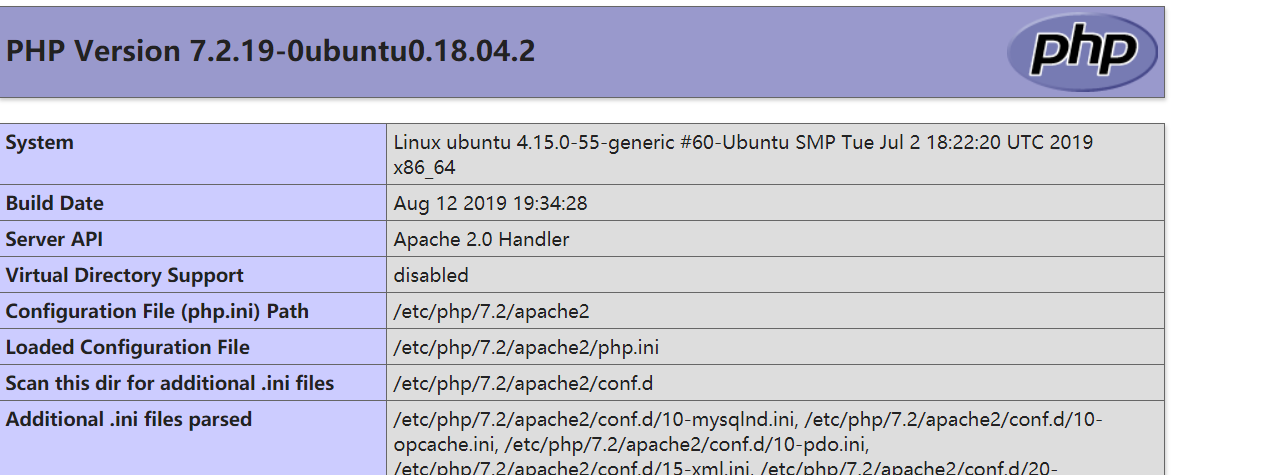 PHP Version 7.2.19-0ubuntu0.18.04.2
php
System
Linux ubuntu 4.15.0-55-generic #60-Ubuntu SMP Tue Jul 2 18:22:20 UTC 2019
x86_64
Build Date
Aug 12 2019 19:34:28
Server API
Apache 2.0 Handler
Virtual Directory Support
disabled
Configuration File (php.ini) Path
/etc/php/7.2/apache2
Loaded Configuration File
/etc/php/7.2/apache2/php.ini
Scan this dir for additional .ini files
/etc/php/7.2/apache2/conf.d
Additional .ini files parsed
/etc/php/7.2/apache2/conf.d/10-mysqlnd.ini, /etc/php/7.2/apache2/conf.d/10-
opcache.ini, /etc/php/7.2/apache2/conf.d/10-pdo.ini,
/etc/php/7.2/apache2/conf.d/15-xml.ini, /etc/php/7.2/apache2/conf.d/20-